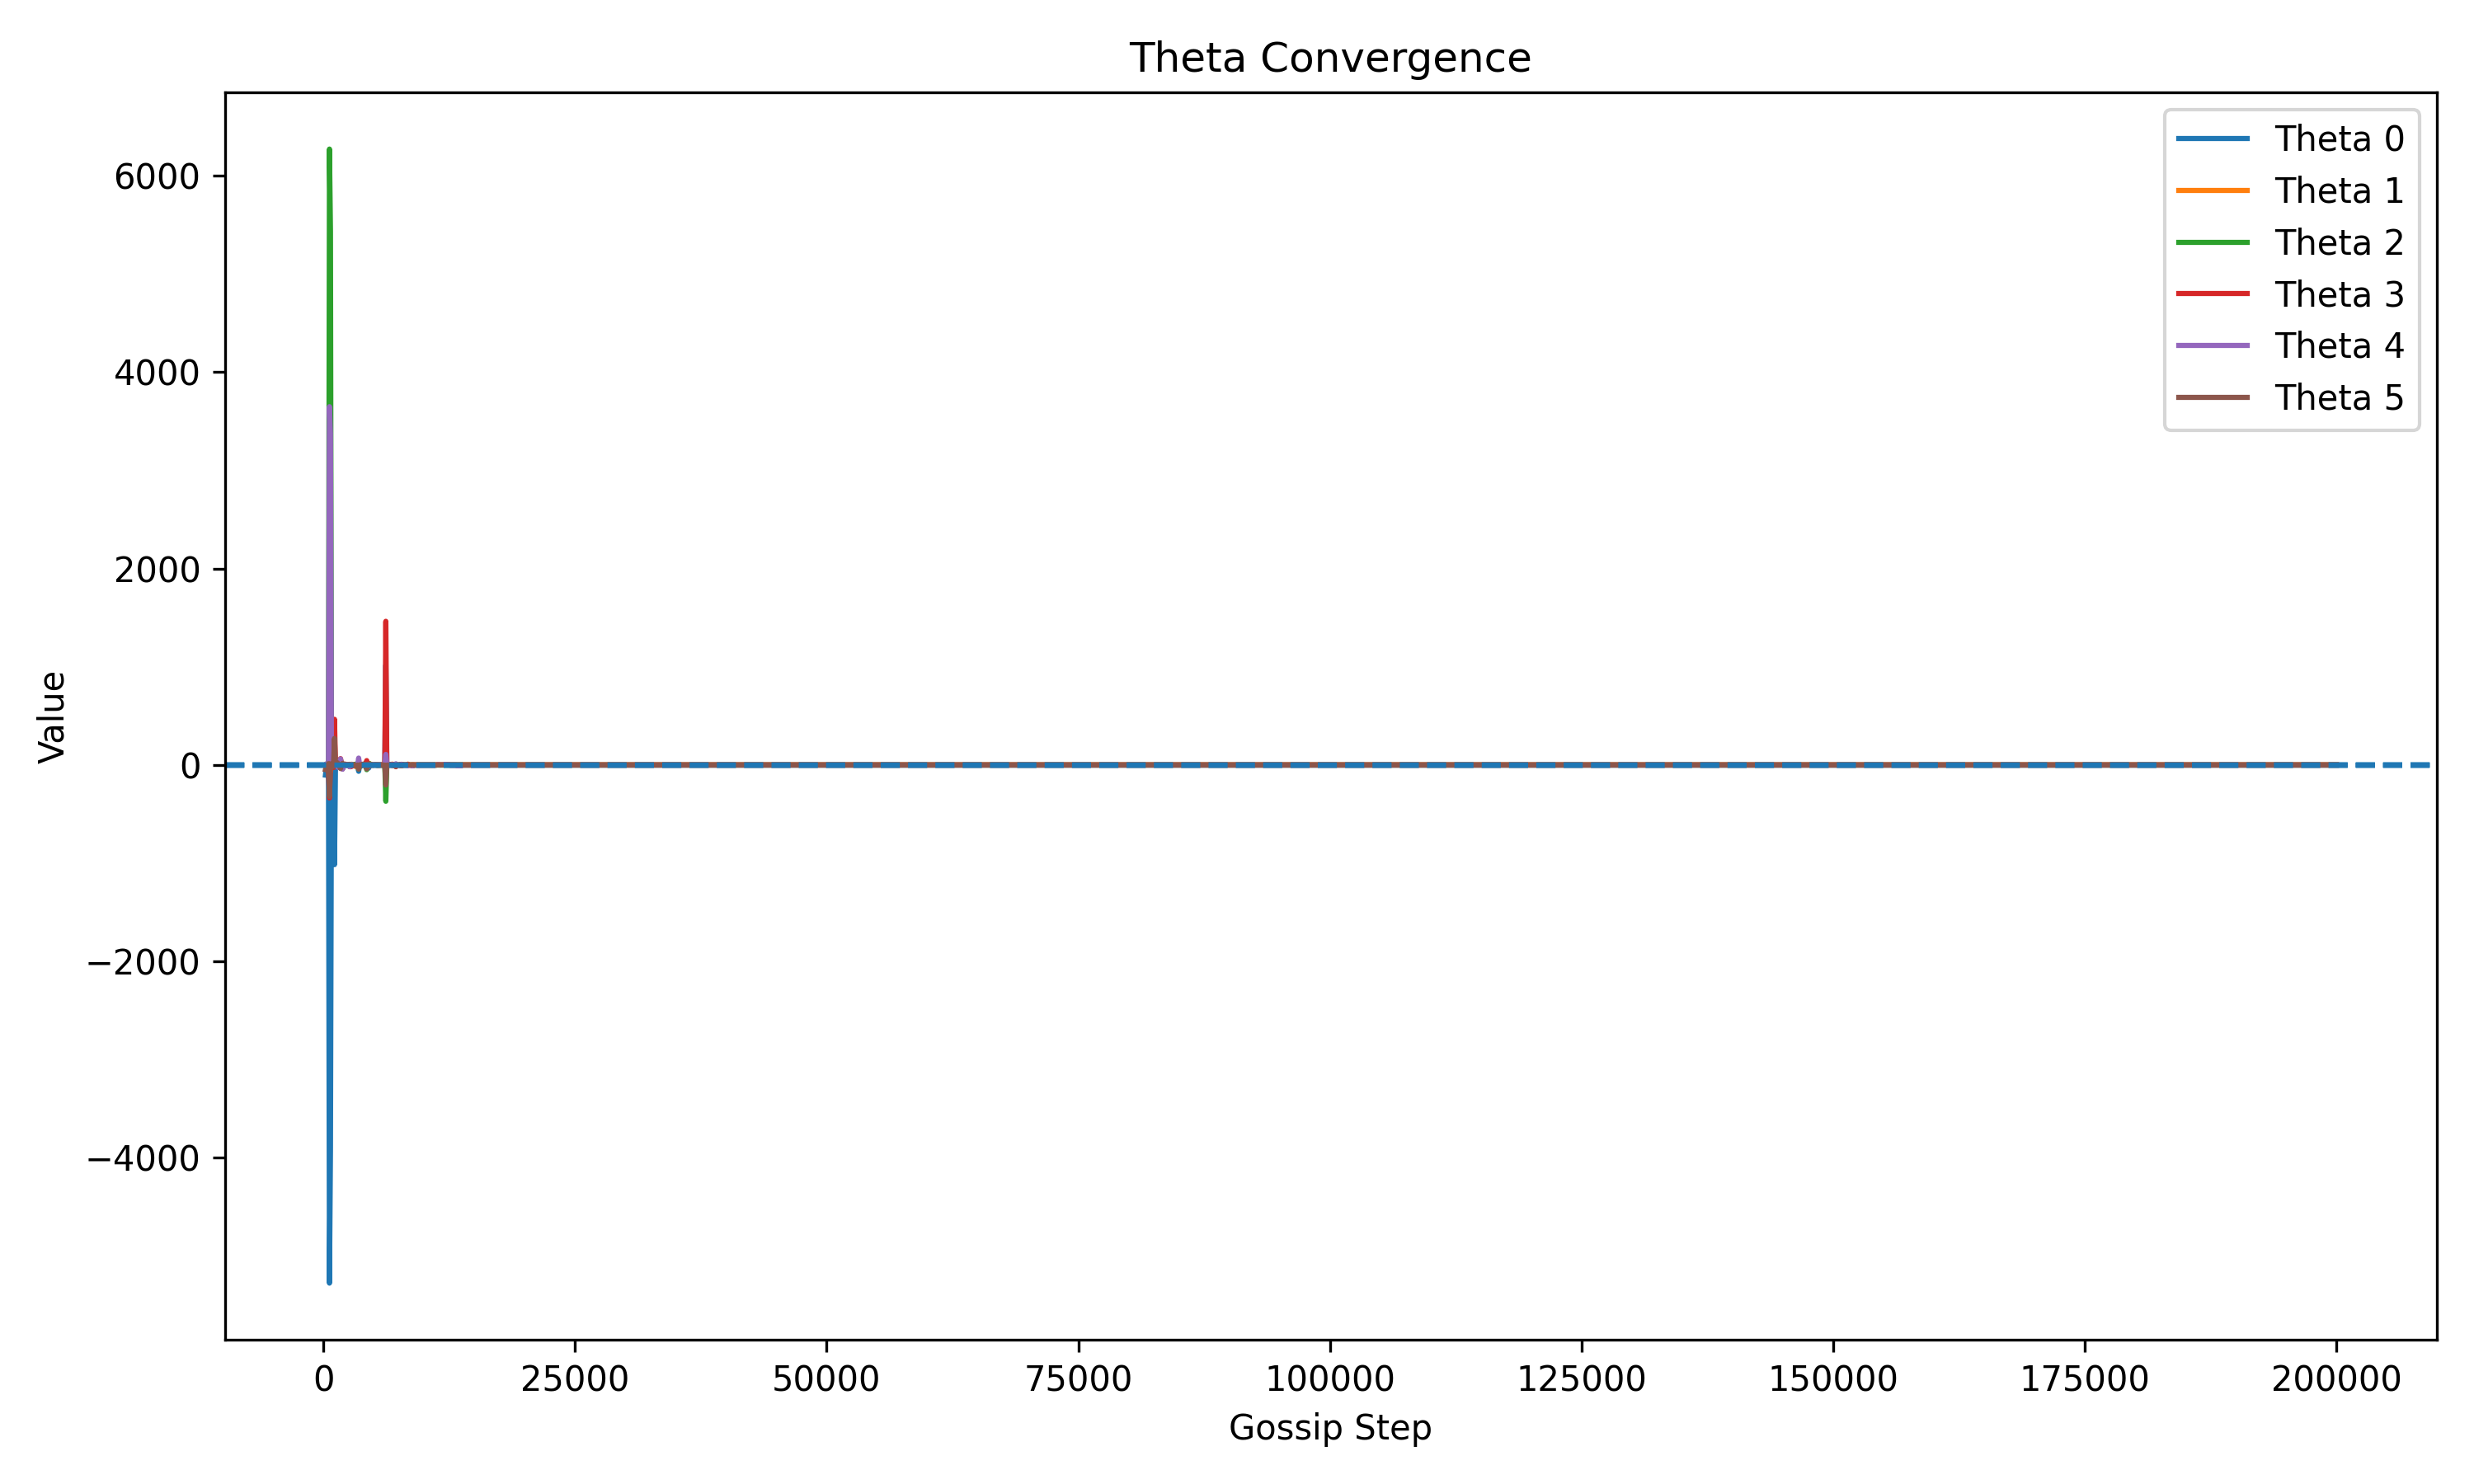 Theta Convergence
Theta 0
Theta 1
Theta 2
Theta 3
Theta 4
Theta 5
6000
4000
2000
0
−2000
−4000
Value
0
25000
50000
75000
100000
125000
150000
175000
200000
Gossip Step